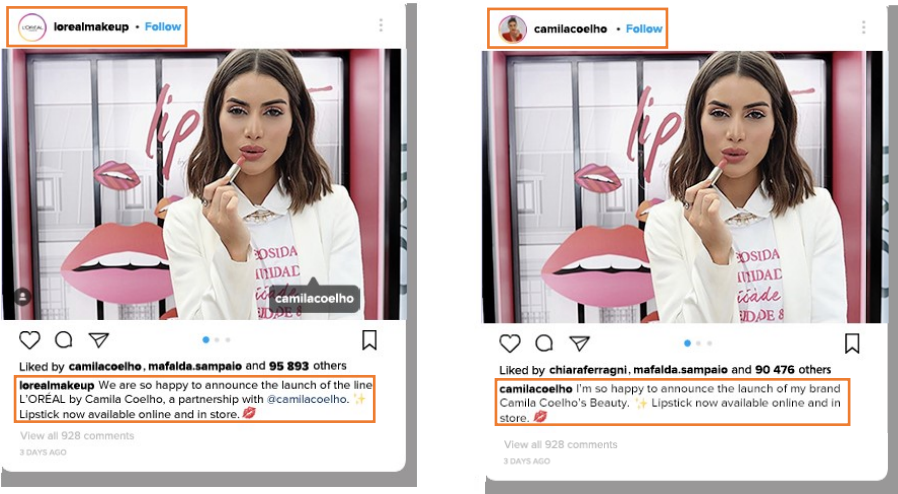 L'ORÉAL
lorealmakeup • Follow
lip
camilacoelho
Liked by camilacoelho, mafalda.sampaio and 95 893 others
lorealmakeup We are so happy to announce the launch of the line
L'ORÉAL by Camila Coelho, a partnership with @camilacoelho. ✨
Lipstick now available online and in store. 💋
View all 928 comments
3 DAYS AGO
camilacoelho • Follow
Liked by chiaraferragni, mafalda.sampaio and 90 476 others
camilacoelho I'm so happy to announce the launch of my brand
Camila Coelho's Beauty. ✨ Lipstick now available online and in
store. 💋
View all 928 comments
3 DAYS AGO